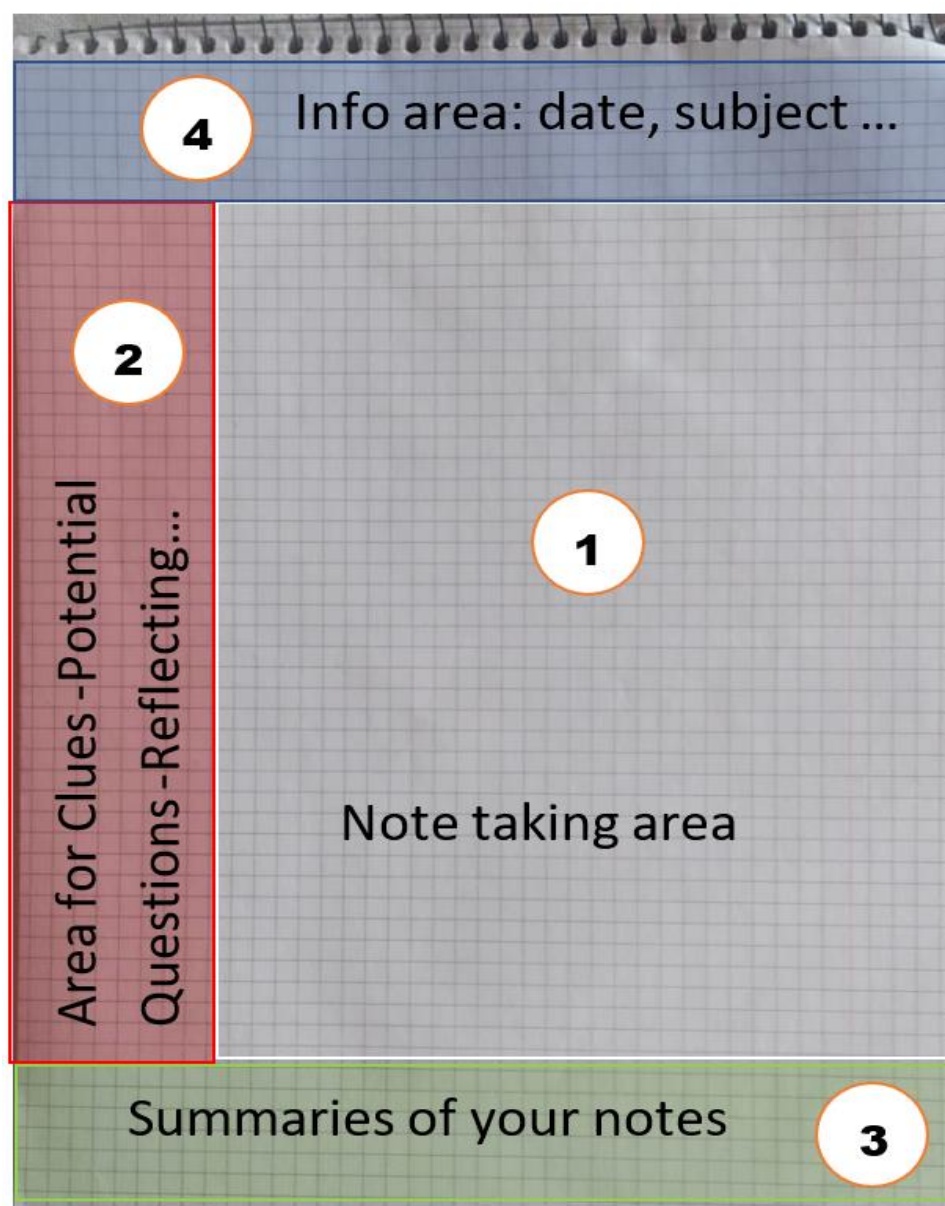 4
Info area: date, subject ...
2
Area for Clues -Potential
Questions -Reflecting...
1
Note taking area
Summaries of your notes
3